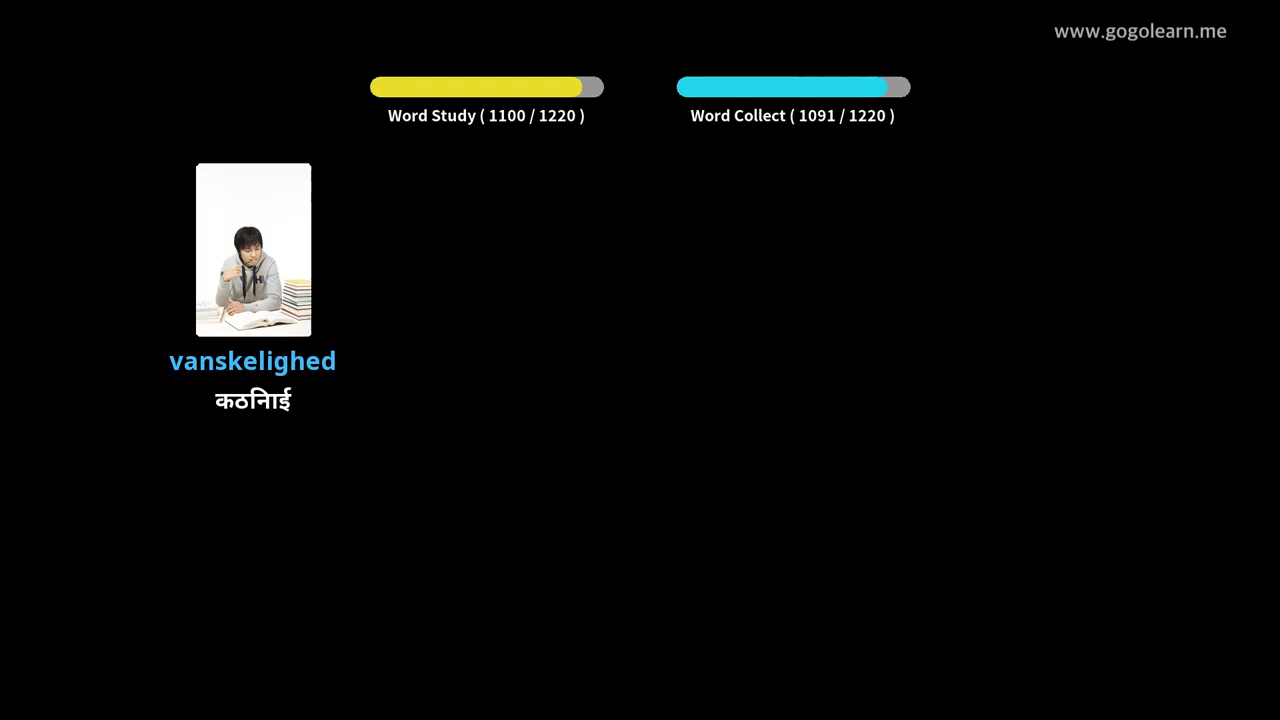 www.gogolearn.me
Word Study ( 1100 / 1220 )
Word Collect ( 1091 / 1220 )
vanskelighed
कठिनाई